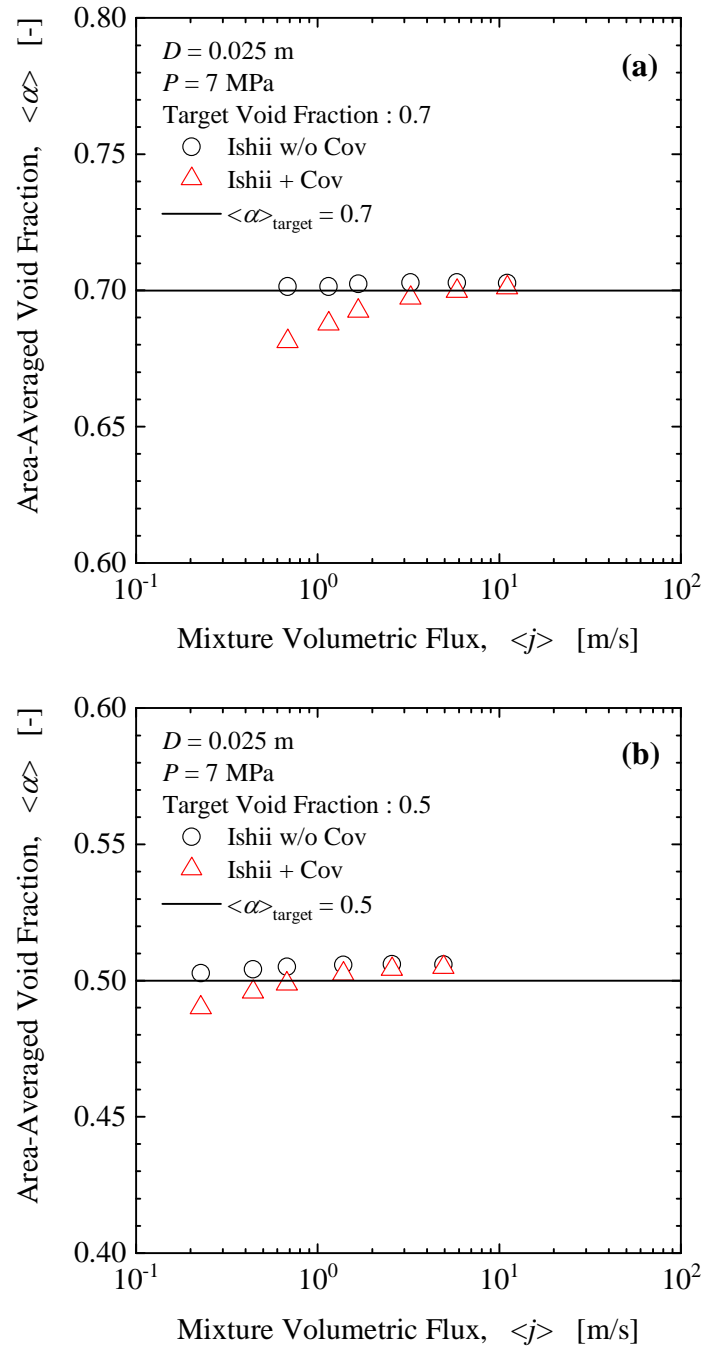 0.80
0.75
0.70
0.65
0.60
Area-Averaged Void Fraction, <α> [-]
D = 0.025 m
P = 7 MPa
Target Void Fraction : 0.7
Ishii w/o Cov
Ishii + Cov
<α>target = 0.7
(a)
10⁻¹ 10⁰ 10¹ 10²
Mixture Volumetric Flux, <j> [m/s]
0.60
0.55
0.50
0.45
0.40
Area-Averaged Void Fraction, <α> [-]
D = 0.025 m
P = 7 MPa
Target Void Fraction : 0.5
Ishii w/o Cov
Ishii + Cov
<α>target = 0.5
(b)
10⁻¹ 10⁰ 10¹ 10²
Mixture Volumetric Flux, <j> [m/s]